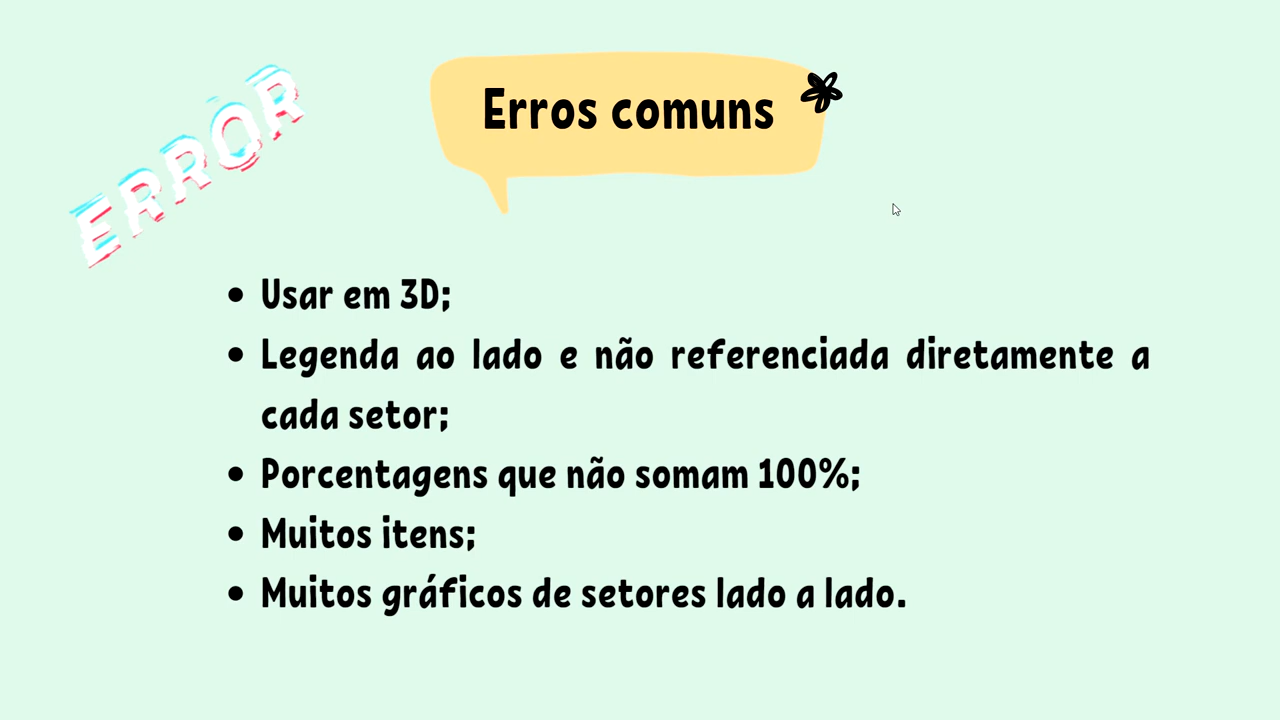 ERROR
Erros comuns
• Usar em 3D;
• Legenda ao lado e não referenciada diretamente a
cada setor;
• Porcentagens que não somam 100%;
• Muitos itens;
• Muitos gráficos de setores lado a lado.